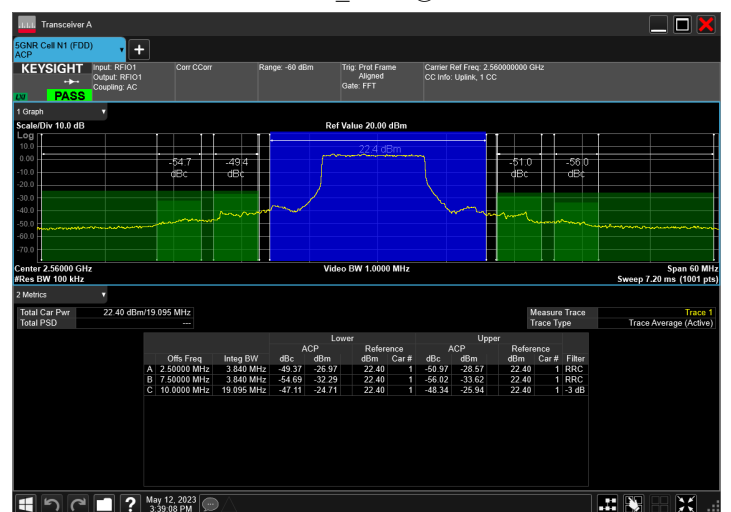 Transceiver A
5GNR Cell N1 (FDD)
ACP
KEYSIGHT
LXI
PASS
Input: RFIO1
Output: RFIO1
Coupling: AC
Corr CCorr
Range: -60 dBm
Trig: Prot Frame
Aligned
Gate: FFT
Carrier Ref Freq: 2.560000000 GHz
CC Info: Uplink, 1 CC
1 Graph
Scale/Div 10.0 dB
Ref Value 20.00 dBm
Log
10.0
0.00
-10.0
-20.0
-30.0
-40.0
-50.0
-60.0
-70.0
-54.7
dBc
-49.4
dBc
22.4 dBm
-51.0
dBc
-56.0
dBc
Center 2.56000 GHz
#Res BW 100 kHz
Video BW 1.0000 MHz
Span 60 MHz
Sweep 7.20 ms (1001 pts)
2 Metrics
Total Car Pwr 22.40 dBm/19.095 MHz
Total PSD ---
Measure Trace Trace 1
Trace Type Trace Average (Active)
Lower Upper
ACP Reference ACP Reference
Offs Freq Integ BW dBc dBm dBm Car # dBc dBm dBm Car # Filter
A 2.50000 MHz 3.840 MHz -49.37 -26.97 22.40 1 -50.97 -28.57 22.40 1 RRC
B 7.50000 MHz 3.840 MHz -54.69 -32.29 22.40 1 -56.02 -33.62 22.40 1 RRC
C 10.0000 MHz 19.095 MHz -47.11 -24.71 22.40 1 -48.34 -25.94 22.40 1 -3 dB
May 12, 2023
3:39:08 PM